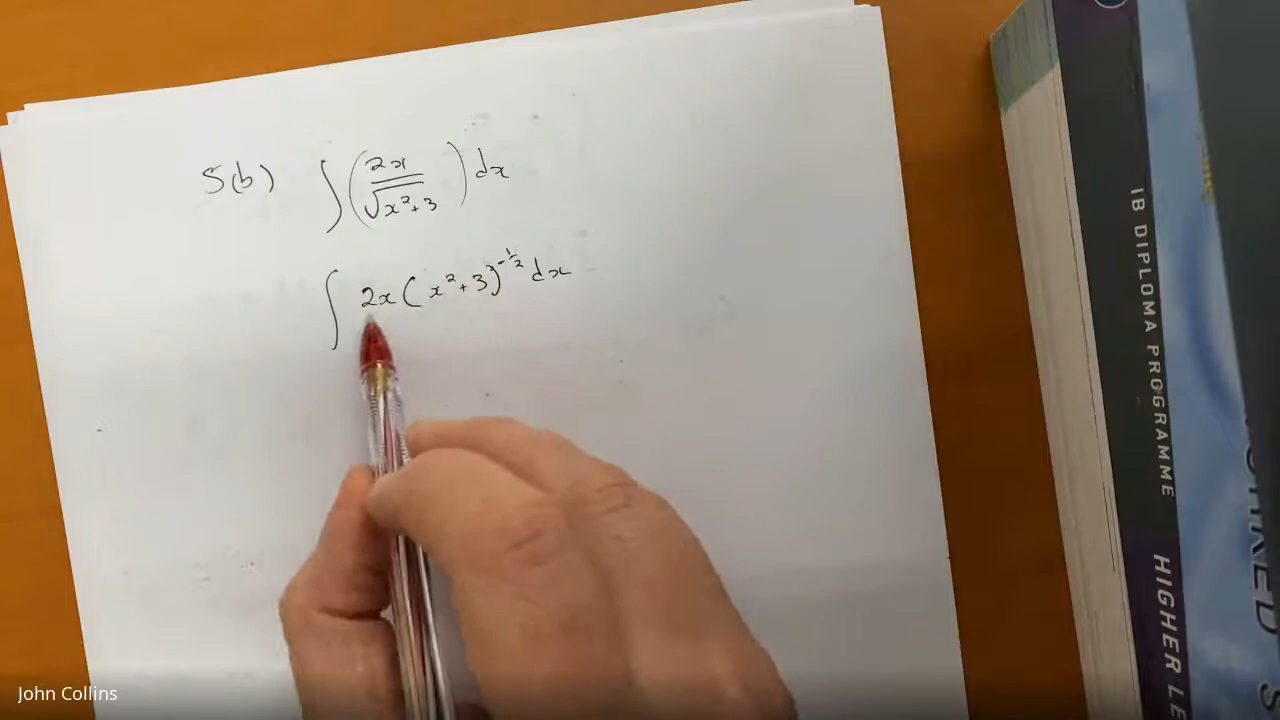 5(b) ∫(2x/√x²+3)dx
∫2x(x²+3)^-½ dx
IB DIPLOMA PROGRAMME
HIGHER LE
John Collins